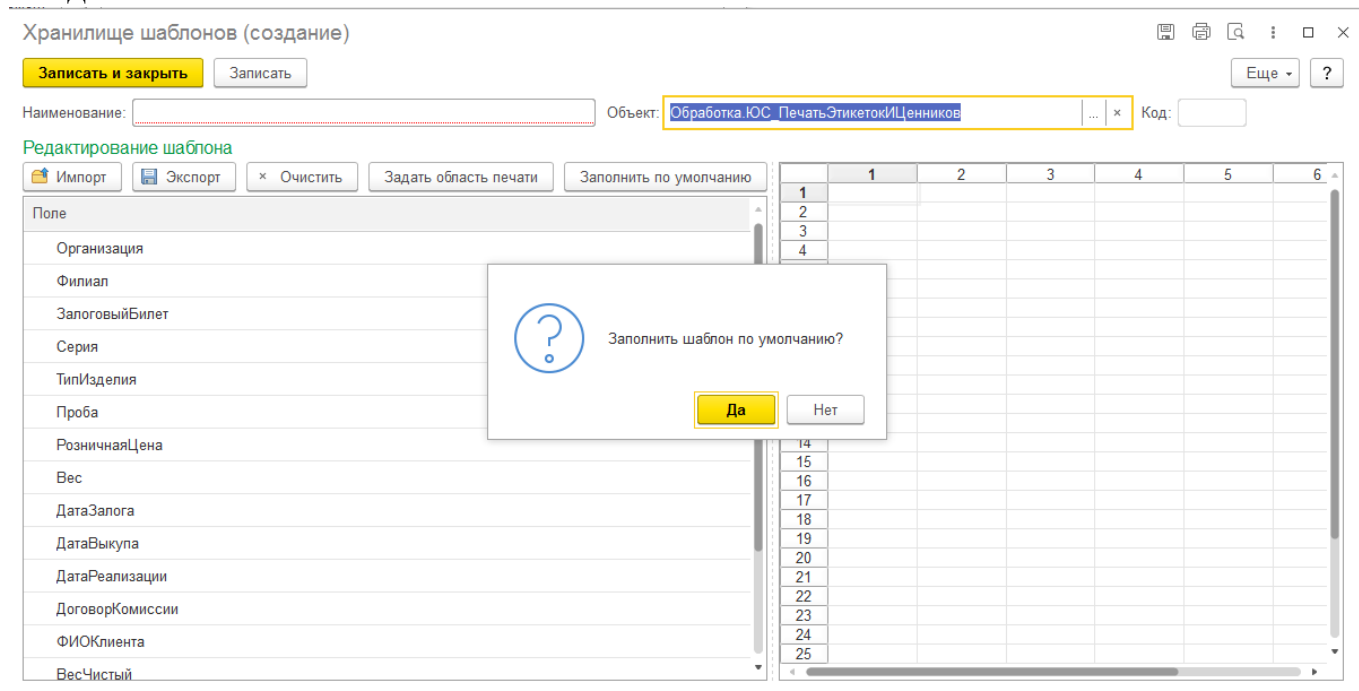 Хранилище шаблонов (создание)
Записать и закрыть Записать Еще ?
Наименование: Объект: Обработка.ЮС_ПечатьЭтикетокИЦенников ... × Код:
Редактирование шаблона
Импорт Экспорт × Очистить Задать область печати Заполнить по умолчанию
1 2 3 4 5 6
Поле
Организация
Филиал
ЗалоговыйБилет
Серия
ТипИзделия
Проба
РозничнаяЦена
Вес
ДатаЗалога
ДатаВыкупа
ДатаРеализации
ДоговорКомиссии
ФИОКлиента
ВесЧистый
1
2
3
4
Заполнить шаблон по умолчанию?
Да Нет
14
15
16
17
18
19
20
21
22
23
24
25